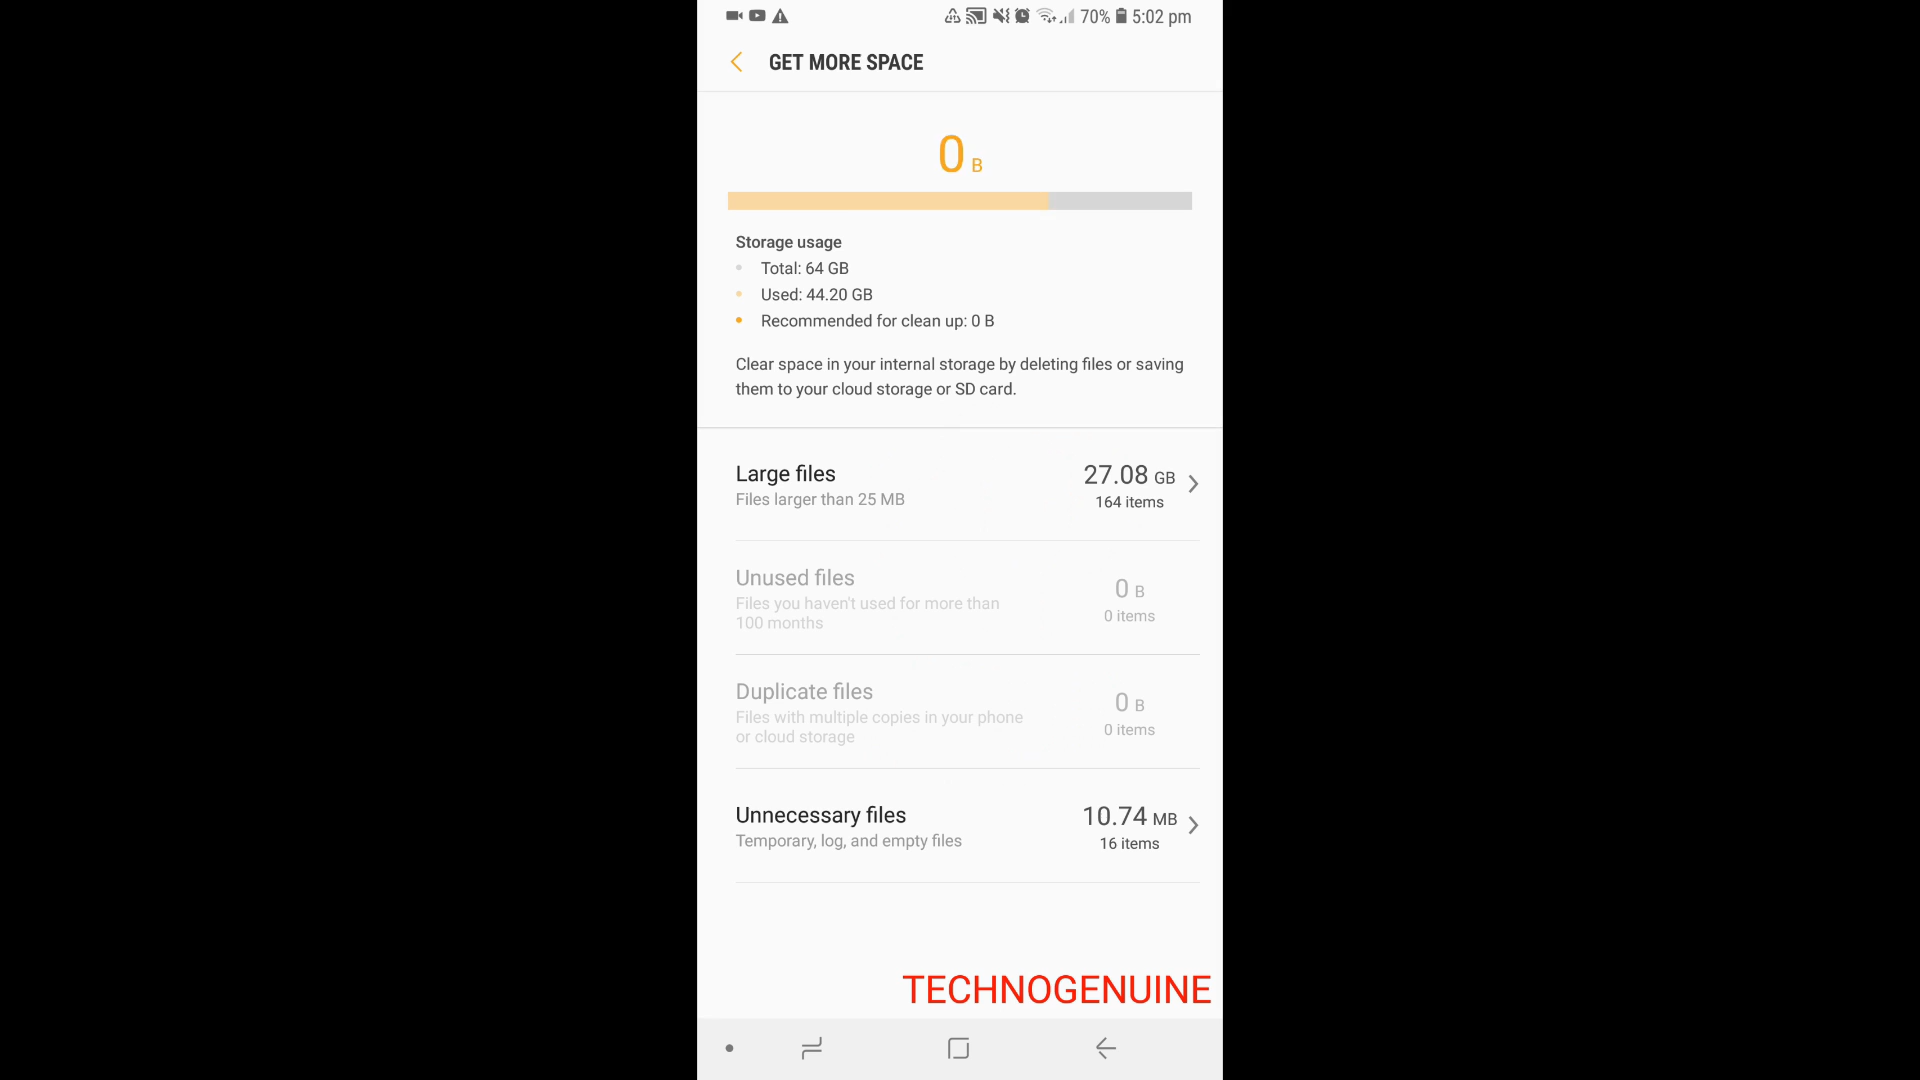 70% 5:02 pm
GET MORE SPACE
0 B
Storage usage
Total: 64 GB
Used: 44.20 GB
Recommended for clean up: 0 B
Clear space in your internal storage by deleting files or saving
them to your cloud storage or SD card.
Large files
27.08 GB
Files larger than 25 MB
164 items
Unused files
0 B
Files you haven't used for more than
100 months
0 items
Duplicate files
0 B
Files with multiple copies in your phone
or cloud storage
0 items
Unnecessary files
10.74 MB
Temporary, log, and empty files
16 items
TECHNOGENUINE